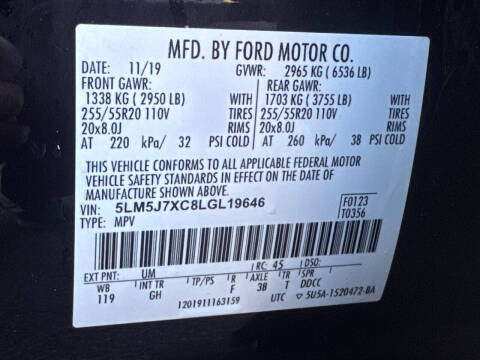 MFD. BY FORD MOTOR CO.
DATE: 11/19 GVWR: 2965 KG ( 6536 LB)
FRONT GAWR: REAR GAWR:
1338 KG ( 2950 LB) WITH 1703 KG ( 3755 LB) WITH
255/55R20 110V TIRES 255/55R20 110V TIRES
20x8.0J RIMS 20x8.0J RIMS
AT 220 kPa/ 32 PSI COLD AT 260 kPa/ 38 PSI COLD
THIS VEHICLE CONFORMS TO ALL APPLICABLE FEDERAL MOTOR
VEHICLE SAFETY STANDARDS IN EFFECT ON THE DATE OF
MANUFACTURE SHOWN ABOVE.
VIN: 5LM5J7XC8LGL19646 F0123
TYPE: MPV T0356
EXT PNT: UM RC: 45 DSO:
WB INT TR TP/PS R AXLE TR SPR
119 GH F 3B T DDCC
1201911163159 UTC ▽ 5U5A-1520472-BA